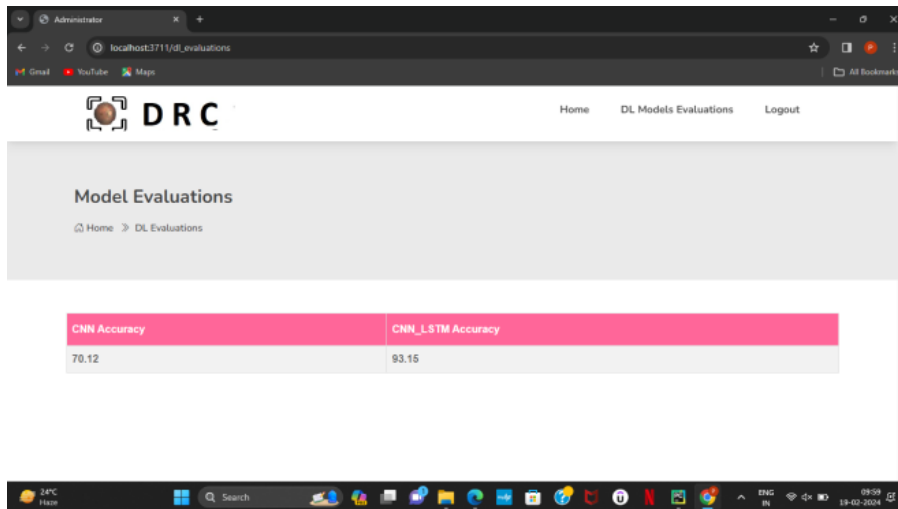 Administrator
localhost:3711/dl_evaluations
Gmail YouTube Maps All Bookmarks
DRC Home DL Models Evaluations Logout
Model Evaluations
Home DL Evaluations
CNN Accuracy CNN_LSTM Accuracy
70.12 93.15
24°C
Haze
Search
ENG
IN
09:59
19-02-2024